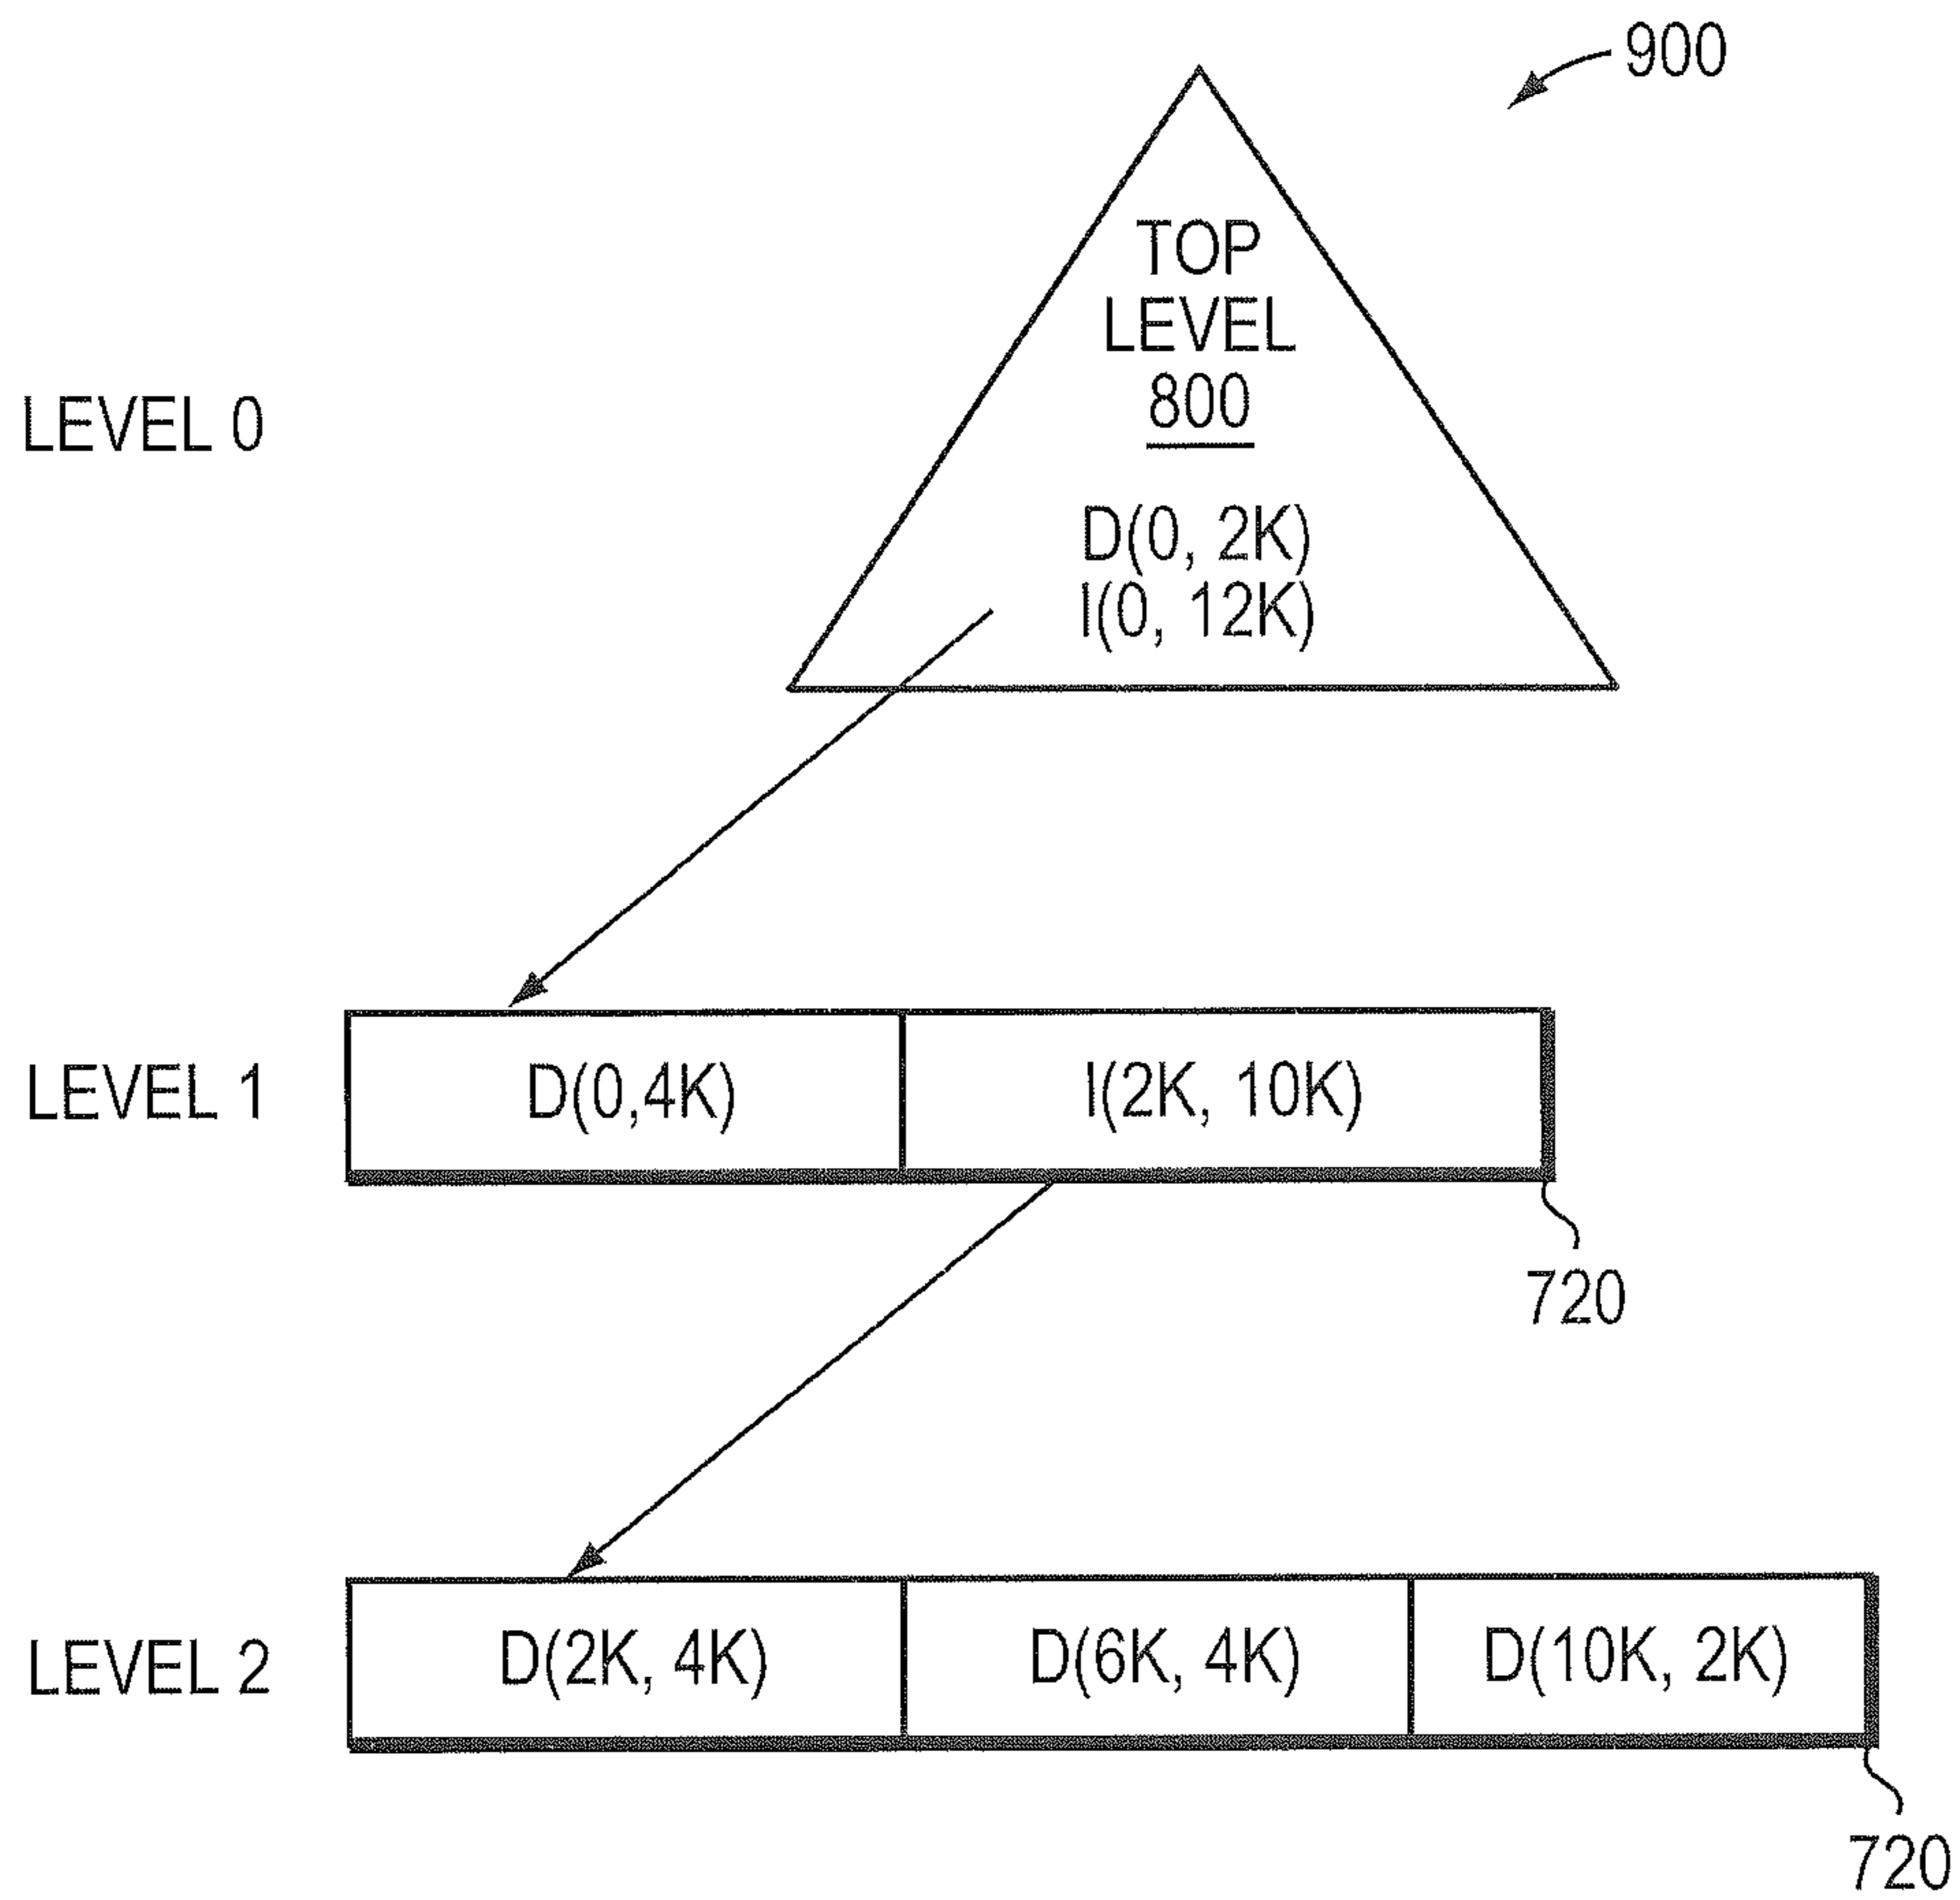 900
TOP
LEVEL
800
LEVEL 0
D(0, 2K)
I(0, 12K)
LEVEL 1
D(0,4K)
I(2K, 10K)
720
LEVEL 2
D(2K, 4K)
D(6K, 4K)
D(10K, 2K)
720